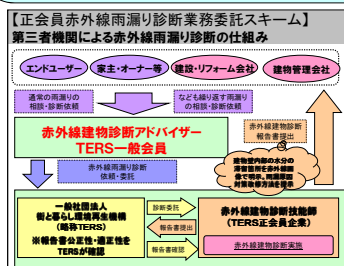 【正会員赤外線雨漏り診断業務委託スキーム】
第三者機関による赤外線雨漏り診断の仕組み
エンドユーザー
家主・オーナー等
建設・リフォーム会社
建物管理会社
通常の雨漏りの
相談・診断依頼
なども繰り返す雨漏り
の相談・診断依頼
赤外線建物診断
報告書提出
赤外線建物診断アドバイザー
TERS一般会員
建物壁内部の水分の
滞留箇所を赤外線画
像で明示。雨漏原因
対策改修方法を提示
赤外線雨漏り診断
依頼・委託
一般社団法人
街と暮らし環境再生機構
(略称TERS)
※報告書公正性・適正性を
TERSが確認
診断委託
報告書提出
報告書確認
赤外線建物診断技能師
(TERS正会員企業)
赤外線建物診断実施